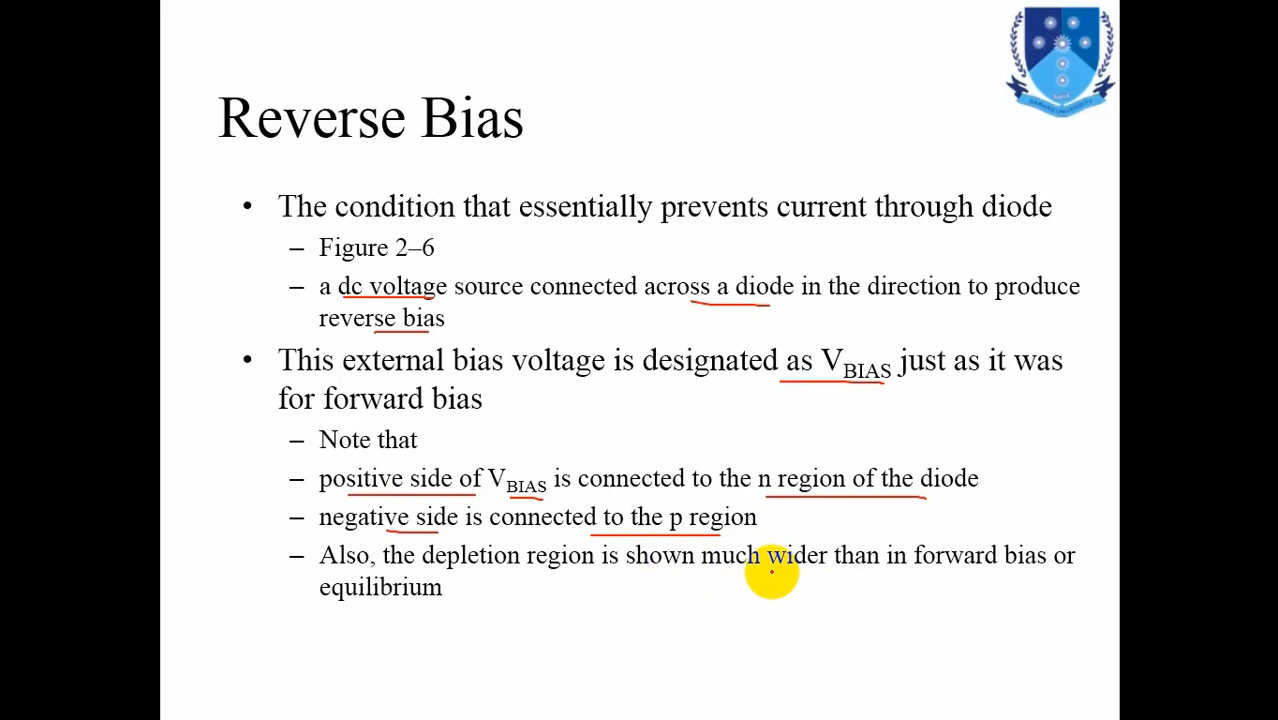 Reverse Bias
• The condition that essentially prevents current through diode
– Figure 2–6
– a dc voltage source connected across a diode in the direction to produce
reverse bias
• This external bias voltage is designated as VBIAS just as it was
for forward bias
– Note that
– positive side of VBIAS is connected to the n region of the diode
– negative side is connected to the p region
– Also, the depletion region is shown much wider than in forward bias or
equilibrium